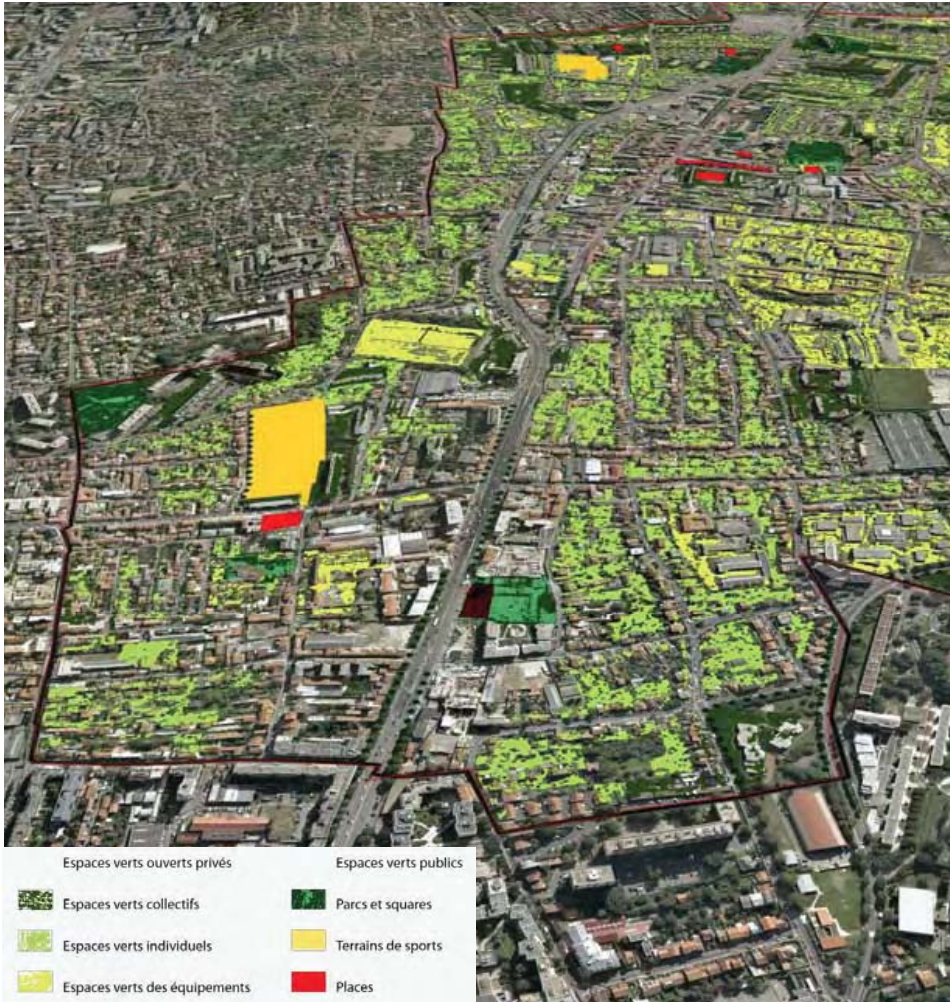 Espaces verts ouverts privés
Espaces verts collectifs
Espaces verts individuels
Espaces verts des équipements
Espaces verts publics
Parcs et squares
Terrains de sports
Places